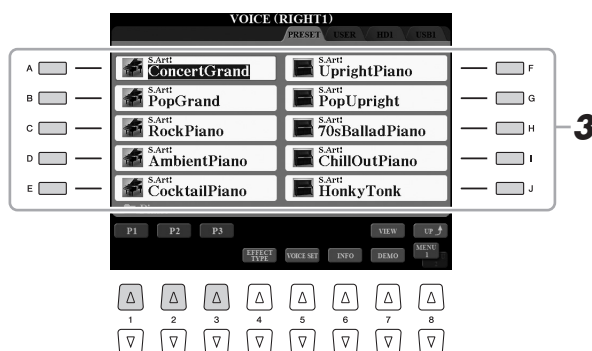 VOICE (RIGHT1)
PRESET USER HD1 USB1
A S.Art! ConcertGrand S.Art! UprightPiano F
B S.Art! PopGrand S.Art! PopUpright G
C S.Art! RockPiano S.Art! 70sBalladPiano H 3
D S.Art! AmbientPiano S.Art! ChillOutPiano I
E S.Art! CocktailPiano S.Art! HonkyTonk J
P1 P2 P3 VIEW UP
EFFECT TYPE VOICE SET INFO DEMO MENU 1
1 2 3 4 5 6 7 8